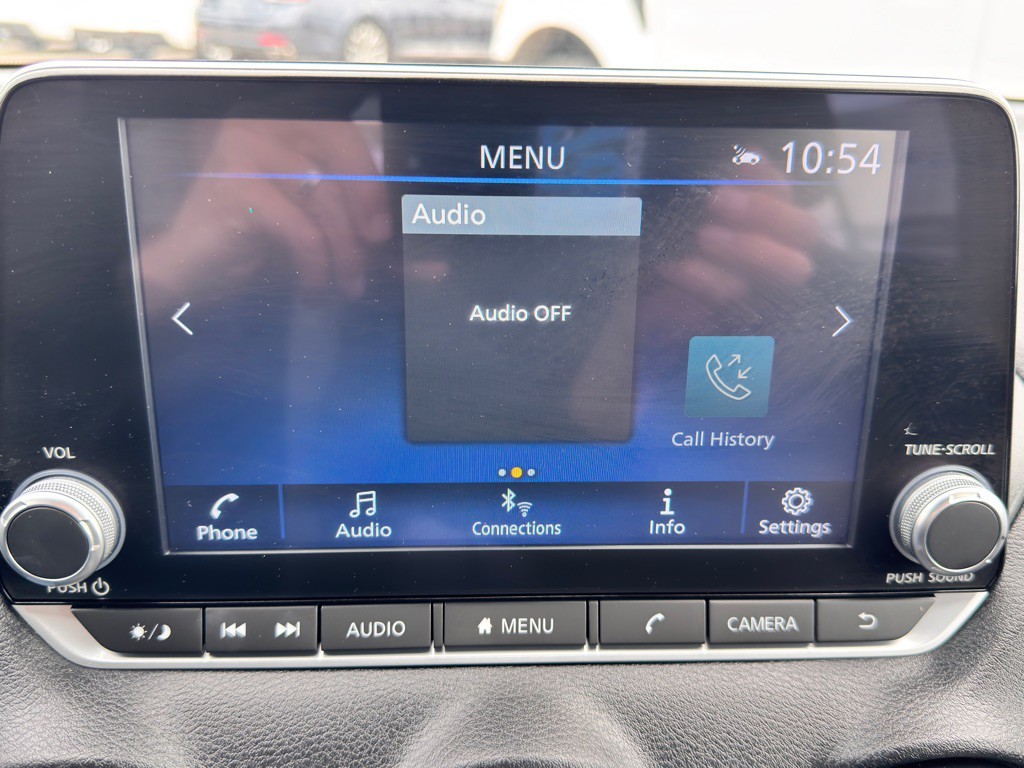 MENU
10:54
Audio
Audio OFF
Call History
VOL
TUNE-SCROLL
Phone
Audio
Connections
Info
Settings
PUSH
PUSH SOUND
AUDIO
MENU
CAMERA